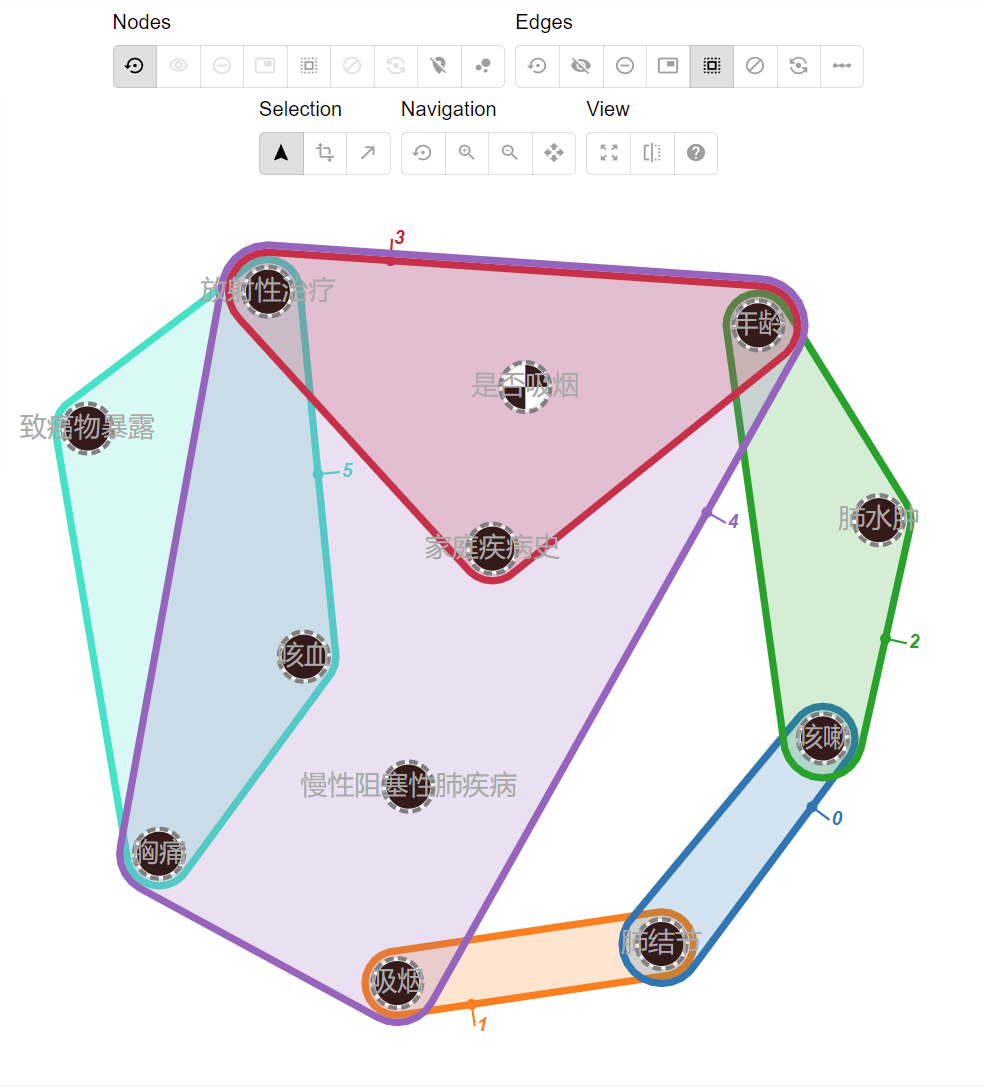 Nodes
Edges
Selection
Navigation
View
3
放射性治疗
年龄
是否吸烟
致癌物暴露
5
4
肺水肿
家庭疾病史
2
咳血
咳嗽
慢性阻塞性肺疾病
0
胸痛
肺结节
吸烟
1